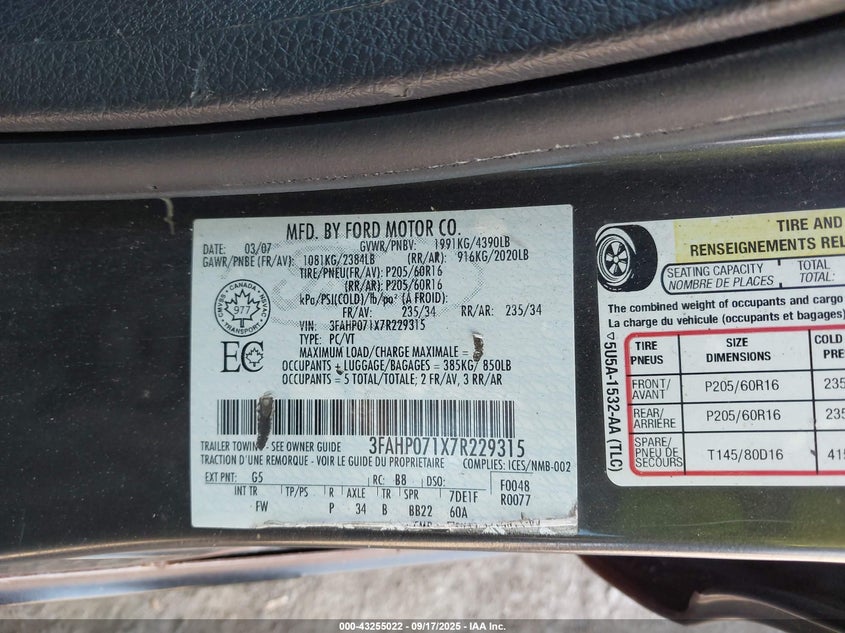 MFD. BY FORD MOTOR CO.
DATE: 03/07 GVWR/PNBV: 1991KG/4390LB
GAWR/PNBE (FR/AV): 1081KG/2384LB (RR/AR): 916KG/2020LB
TIRE/PNEU(FR/AV): P205/60R16
(RR/AR): P205/60R16
kPa/PSI(COLD)/lb/po² (À FROID):
FR/AV: 235/34 RR/AR: 235/34
VIN: 3FAHP071X7R229315
TYPE: PC/VT
MAXIMUM LOAD/CHARGE MAXIMALE =
OCCUPANTS + LUGGAGE/BAGAGES = 385KG/ 850LB
OCCUPANTS = 5 TOTAL/TOTALE; 2 FR/AV, 3 RR/AR
CANADA
CMVSS NSVAC
977
TRANSPORT
EC
3FAHP071X7R229315
TRAILER TOWING - SEE OWNER GUIDE
TRACTION D'UNE REMORQUE - VOIR LE GUIDE DU PROPRIETAIRE
COMPLIES: ICES/NMB-002
EXT PNT: G5 RC: B8 DSO: F0048
INT TR TP/PS R AXLE TR SPR 7DE1F R0077
FW P 34 B BB22 60A
TIRE AND
RENSEIGNEMENTS REL
SEATING CAPACITY TOTAL
NOMBRE DE PLACES TOTAL
The combined weight of occupants and cargo
La charge du véhicule (occupants et bagages)
TIRE SIZE COLD
PNEUS DIMENSIONS PRE
FRONT/ AVANT P205/60R16 235
REAR/ ARRIÈRE P205/60R16 235
SPARE/ PNEU DE SECOURS T145/80D16 415
5U5A-1532-AA (TLC)
000-43255022 - 09/17/2025 - IAA Inc.